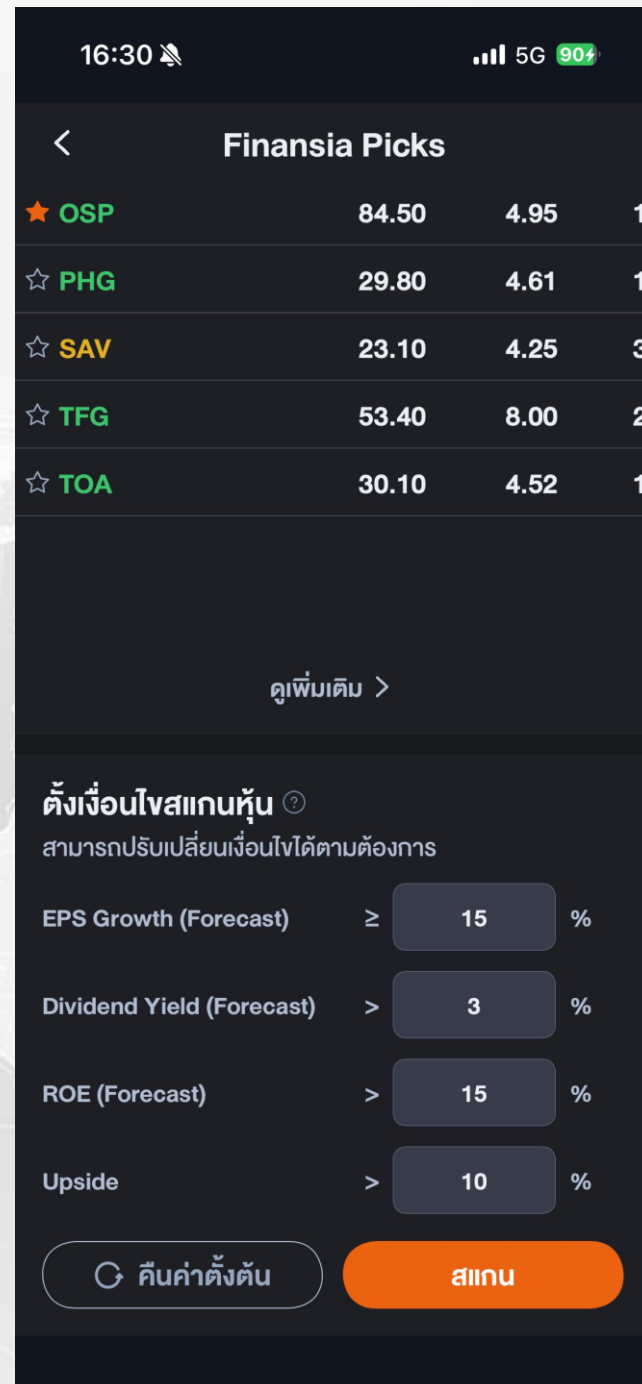 16:30 5G 90
Finansia Picks
OSP 84.50 4.95 1
PHG 29.80 4.61 1
SAV 23.10 4.25 3
TFG 53.40 8.00 2
TOA 30.10 4.52 1
ดูเพิ่มเติม >
ตั้งเงื่อนไขสแกนหุ้น ?
สามารถปรับเปลี่ยนเงื่อนไขได้ตามต้องการ
EPS Growth (Forecast) ≥ 15 %
Dividend Yield (Forecast) > 3 %
ROE (Forecast) > 15 %
Upside > 10 %
คืนค่าตั้งต้น สแกน